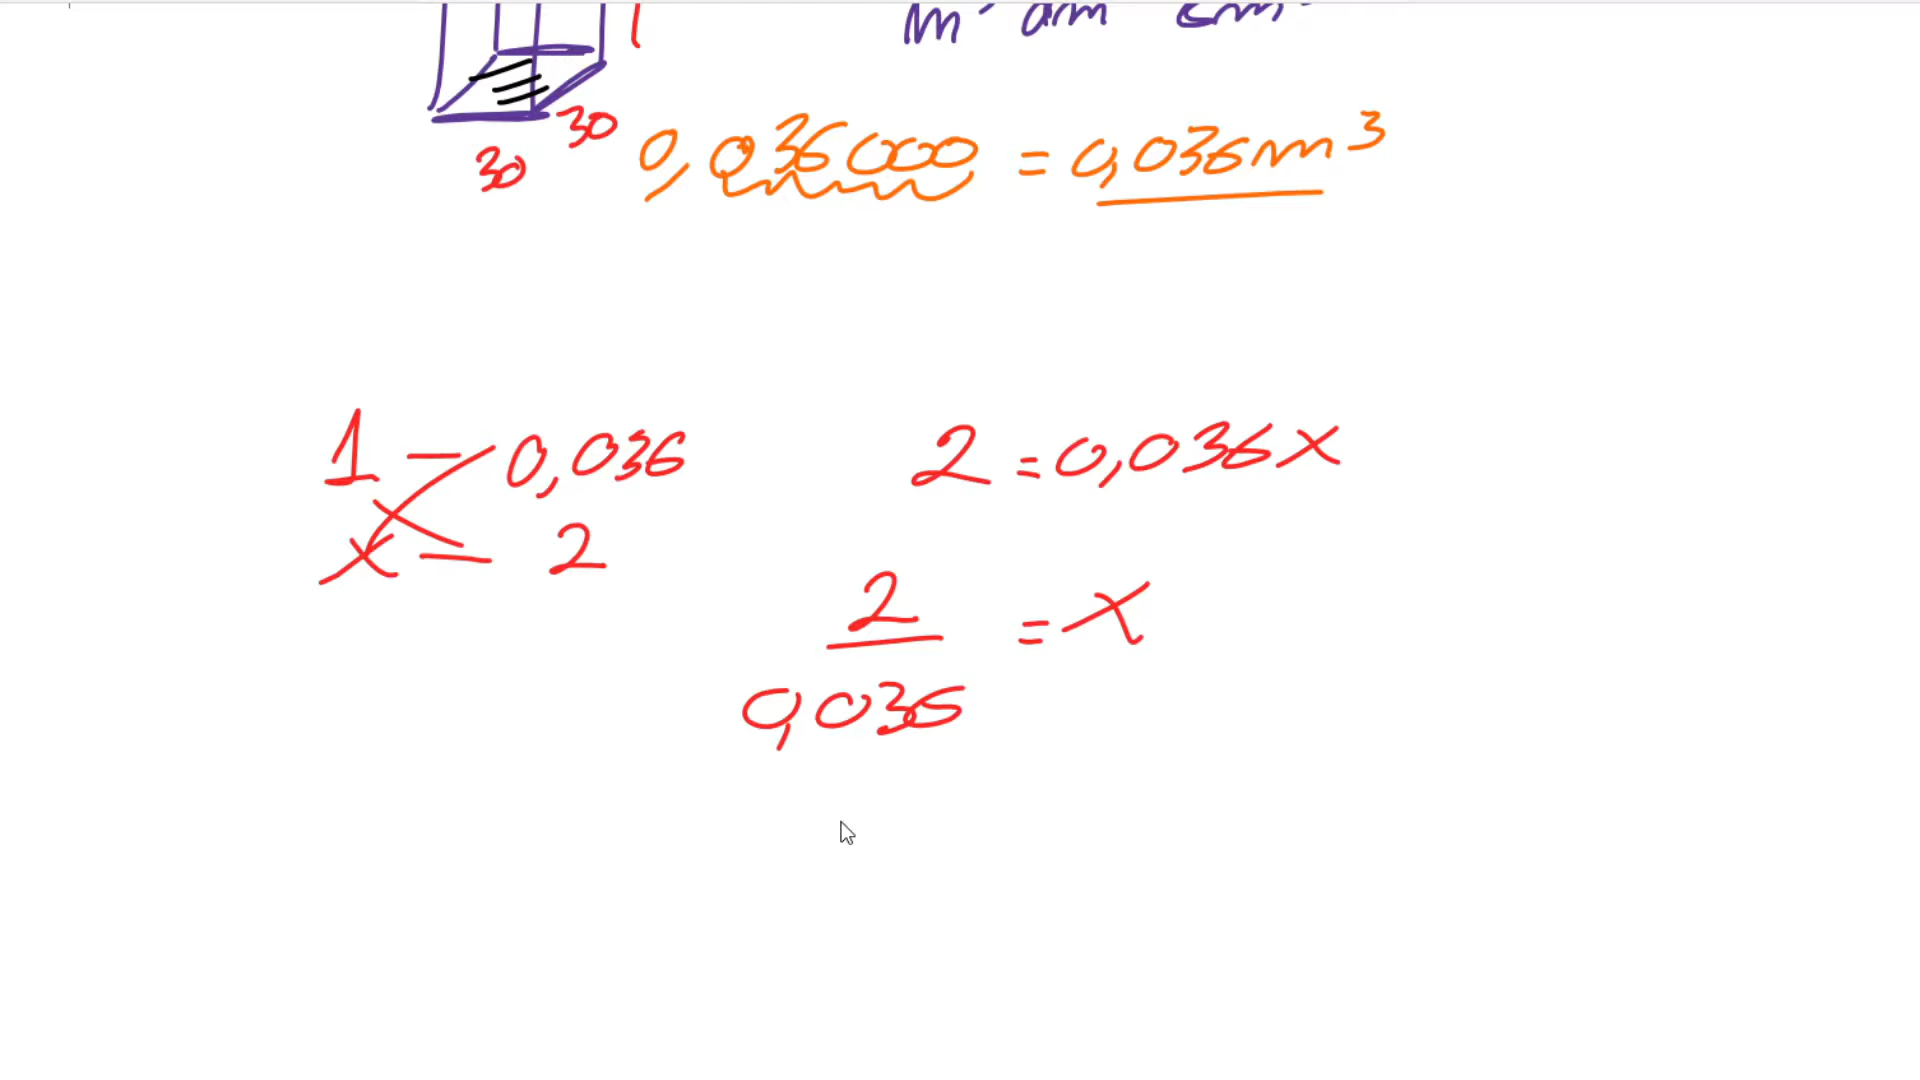 30
30
0,036000 = 0,036m³
1 — 0,036
x — 2
2 = 0,036x
2
0,036
= x